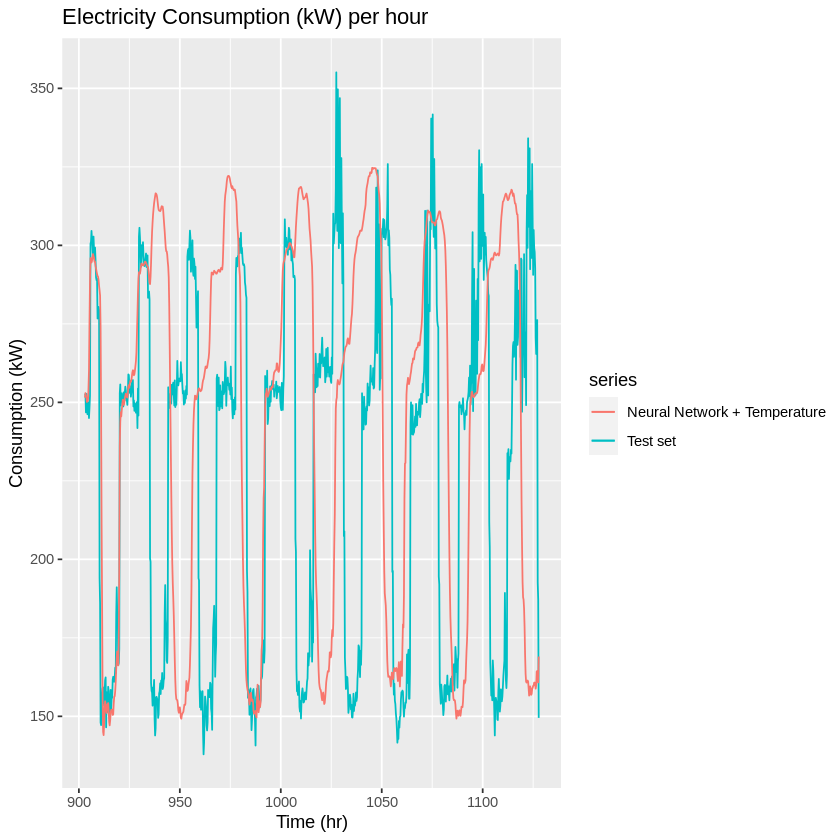 Electricity Consumption (kW) per hour
Consumption (kW)
350
300
250
200
150
900
950
1000
1050
1100
Time (hr)
series
Neural Network + Temperature
Test set